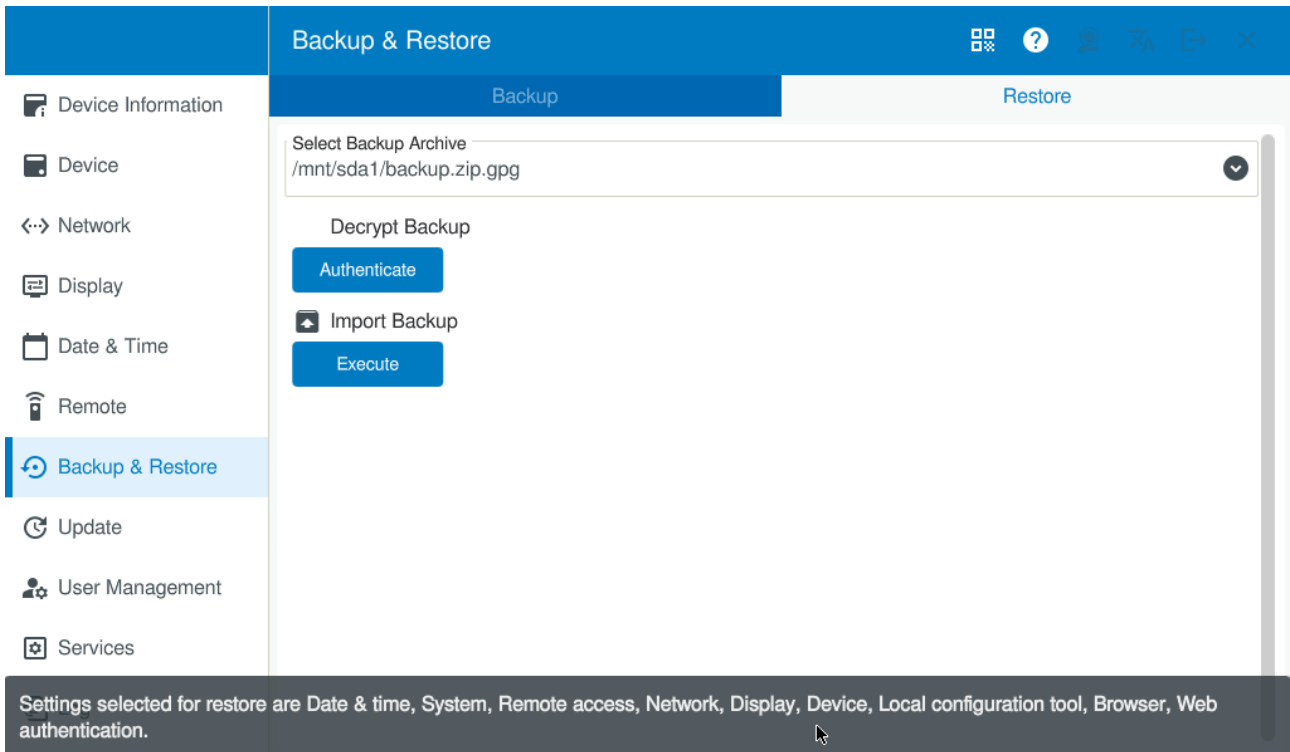 Backup & Restore
Backup
Restore
Device Information
Device
Network
Display
Date & Time
Remote
Backup & Restore
Update
User Management
Services
Select Backup Archive
/mnt/sda1/backup.zip.gpg
Decrypt Backup
Authenticate
Import Backup
Execute
Settings selected for restore are Date & time, System, Remote access, Network, Display, Device, Local configuration tool, Browser, Web
authentication.